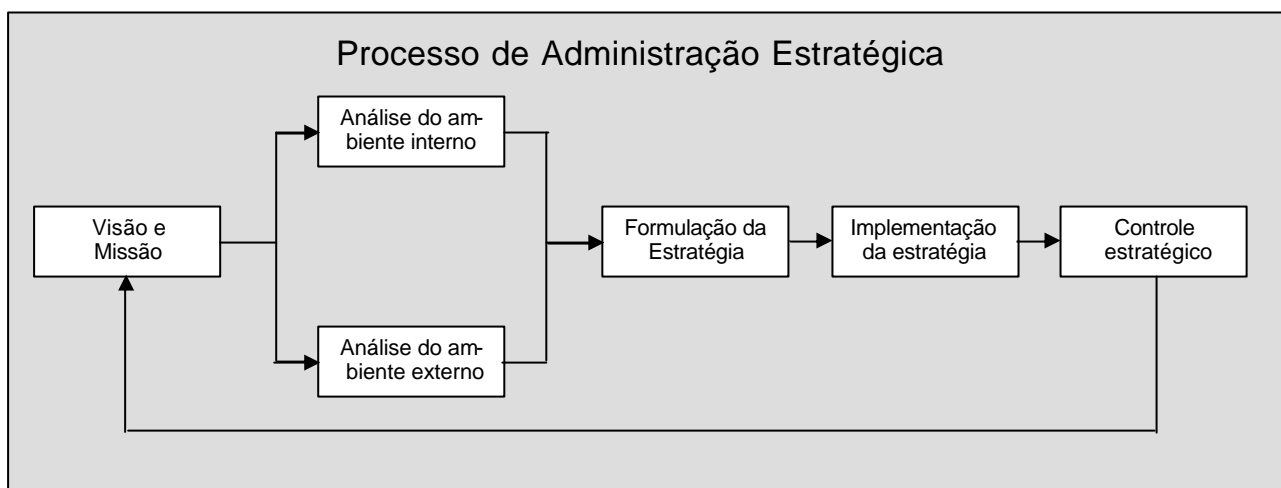 Processo de Administração Estratégica
Análise do am-
biente interno
Visão e
Missão
Formulação da
Estratégia
Implementação
da estratégia
Controle
estratégico
Análise do am-
biente externo